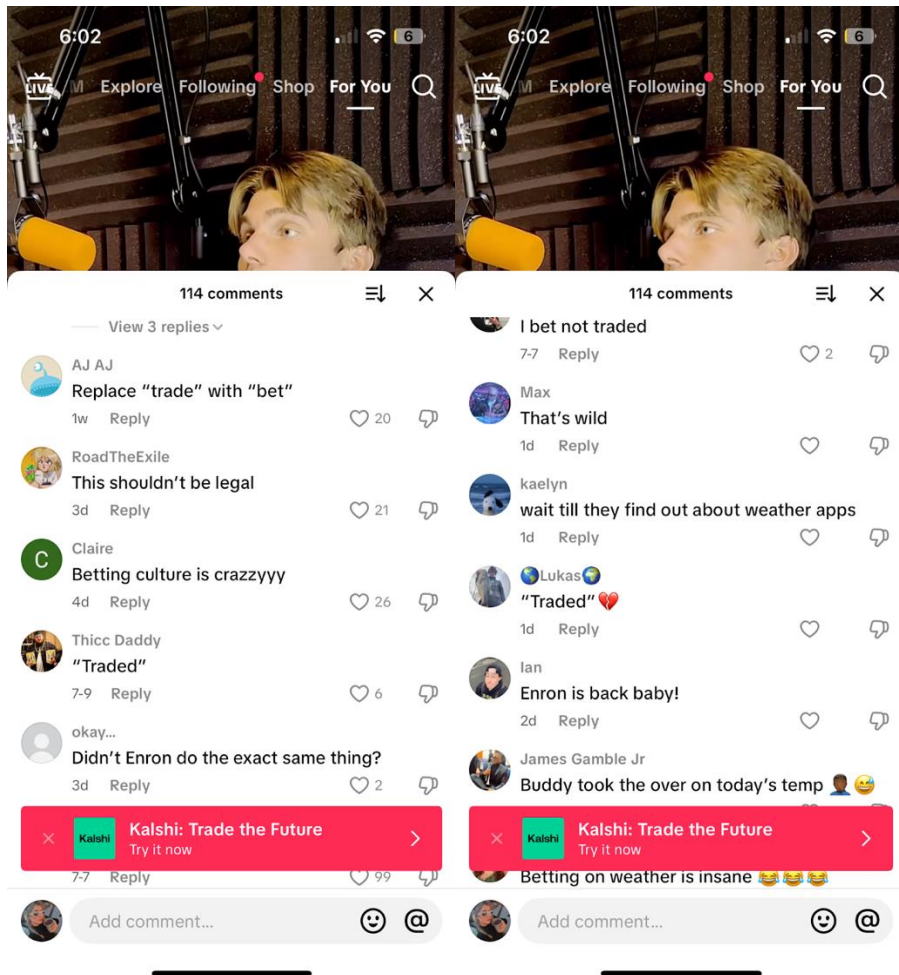 6:02
6
LIVE M Explore Following Shop For You
114 comments
View 3 replies
AJ AJ
Replace “trade” with “bet”
1w Reply 20
RoadTheExile
This shouldn’t be legal
3d Reply 21
C
Claire
Betting culture is crazzyyy
4d Reply 26
Thicc Daddy
“Traded”
7-9 Reply 6
okay...
Didn’t Enron do the exact same thing?
3d Reply 2
Kalshi
Kalshi: Trade the Future
Try it now
7-7 Reply 99
Add comment...
6:02
6
LIVE M Explore Following Shop For You
114 comments
I bet not traded
7-7 Reply 2
Max
That’s wild
1d Reply
kaelyn
wait till they find out about weather apps
1d Reply
🌎Lukas🌍
“Traded”💔
1d Reply
Ian
Enron is back baby!
2d Reply
James Gamble Jr
Buddy took the over on today’s temp 🤦🏾‍♂️😅
Kalshi
Kalshi: Trade the Future
Try it now
Betting on weather is insane 😂😂😂
Add comment...